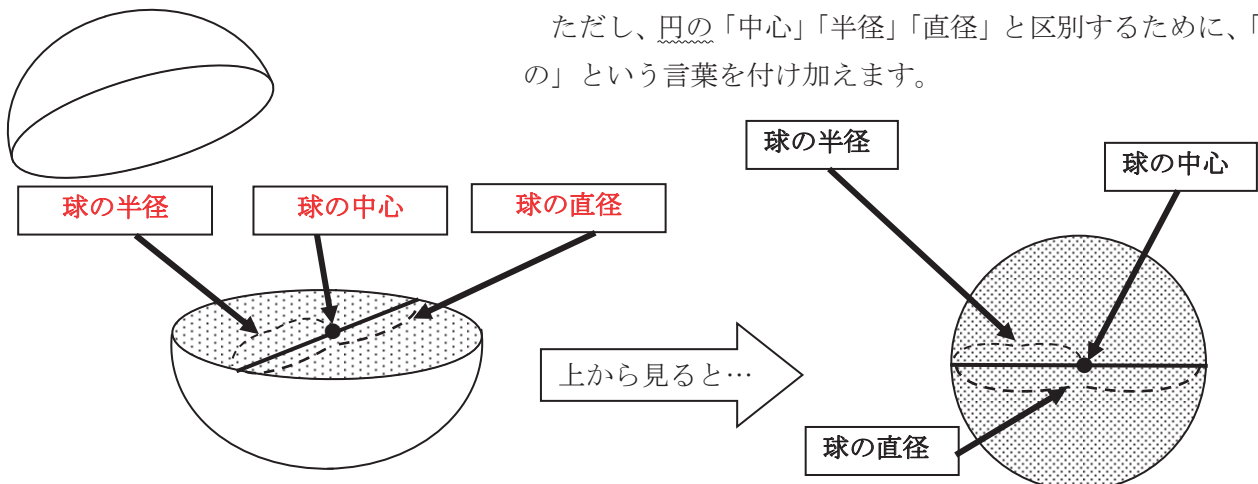 ただし、円の「中心」「半径」「直径」と区別するために、「
の」という言葉を付け加えます。
球の半径
球の中心
球の直径
球の半径
球の中心
上から見ると…
球の直径